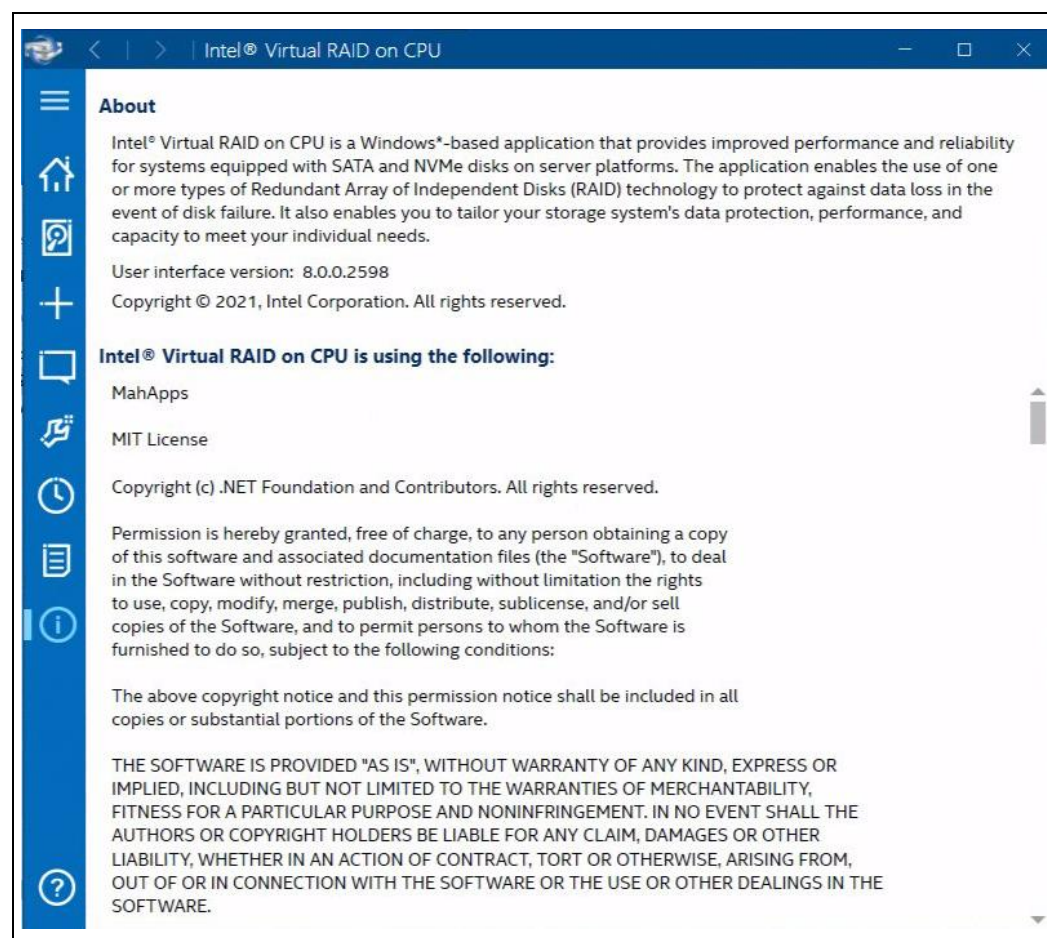 Intel® Virtual RAID on CPU
About
Intel® Virtual RAID on CPU is a Windows*-based application that provides improved performance and reliability
for systems equipped with SATA and NVMe disks on server platforms. The application enables the use of one
or more types of Redundant Array of Independent Disks (RAID) technology to protect against data loss in the
event of disk failure. It also enables you to tailor your storage system's data protection, performance, and
capacity to meet your individual needs.
User interface version: 8.0.0.2598
Copyright © 2021, Intel Corporation. All rights reserved.
Intel® Virtual RAID on CPU is using the following:
MahApps
MIT License
Copyright (c) .NET Foundation and Contributors. All rights reserved.
Permission is hereby granted, free of charge, to any person obtaining a copy
of this software and associated documentation files (the "Software"), to deal
in the Software without restriction, including without limitation the rights
to use, copy, modify, merge, publish, distribute, sublicense, and/or sell
copies of the Software, and to permit persons to whom the Software is
furnished to do so, subject to the following conditions:
The above copyright notice and this permission notice shall be included in all
copies or substantial portions of the Software.
THE SOFTWARE IS PROVIDED "AS IS", WITHOUT WARRANTY OF ANY KIND, EXPRESS OR
IMPLIED, INCLUDING BUT NOT LIMITED TO THE WARRANTIES OF MERCHANTABILITY,
FITNESS FOR A PARTICULAR PURPOSE AND NONINFRINGEMENT. IN NO EVENT SHALL THE
AUTHORS OR COPYRIGHT HOLDERS BE LIABLE FOR ANY CLAIM, DAMAGES OR OTHER
LIABILITY, WHETHER IN AN ACTION OF CONTRACT, TORT OR OTHERWISE, ARISING FROM,
OUT OF OR IN CONNECTION WITH THE SOFTWARE OR THE USE OR OTHER DEALINGS IN THE
SOFTWARE.